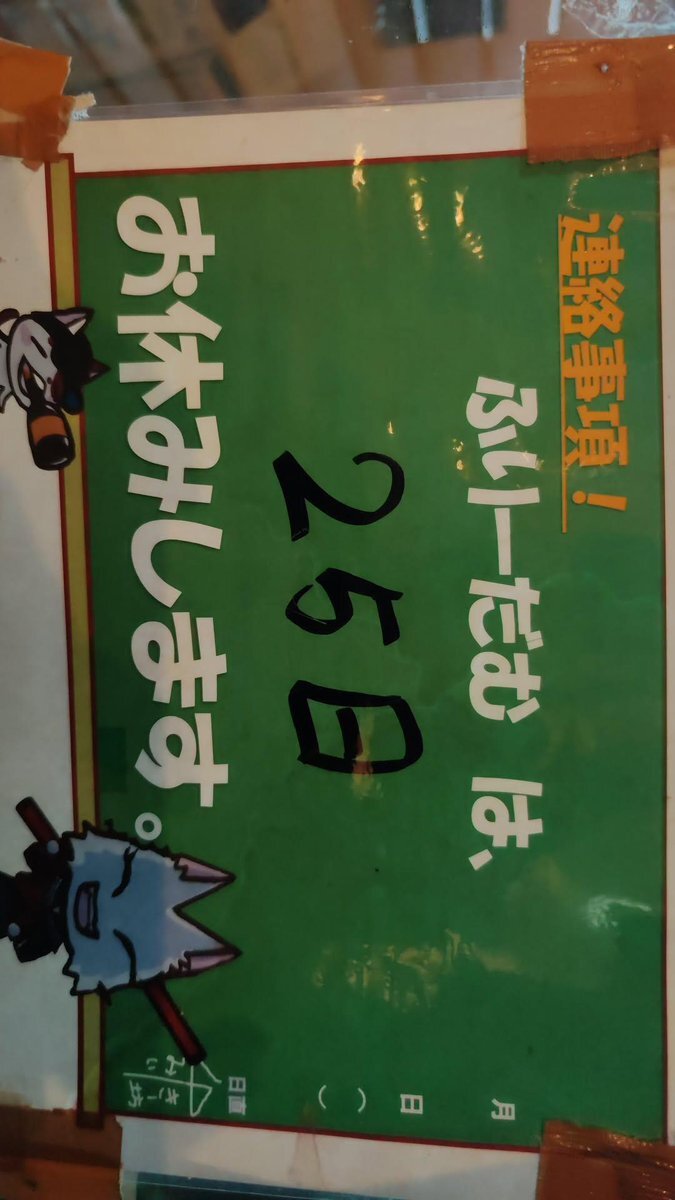 連絡事項!
ふりーだむ は、
25日
お休みします。
月
日
( )
日直